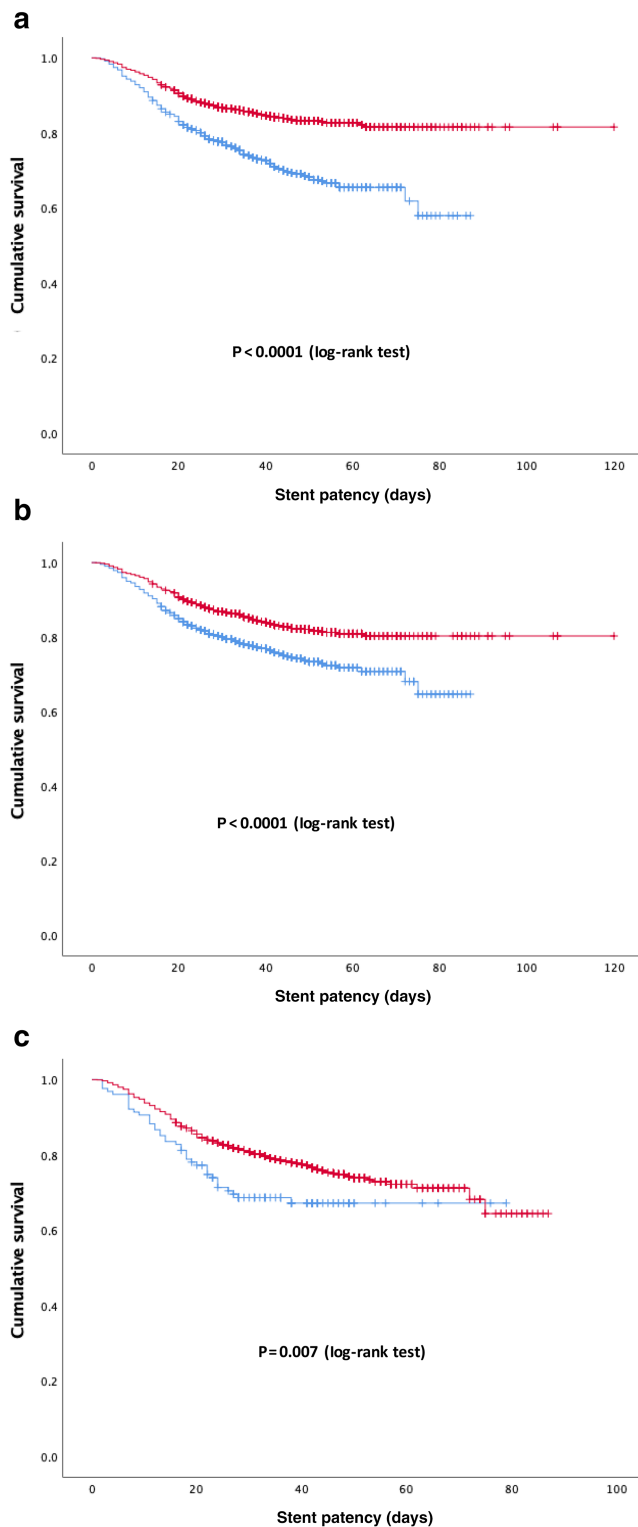 a
Cumulative survival
1.0
0.8
0.6
0.4
0.2
0.0
P < 0.0001 (log-rank test)
0 20 40 60 80 100 120
Stent patency (days)
b
Cumulative survival
1.0
0.8
0.6
0.4
0.2
0.0
P < 0.0001 (log-rank test)
0 20 40 60 80 100 120
Stent patency (days)
c
Cumulative survival
1.0
0.8
0.6
0.4
0.2
0.0
P = 0.007 (log-rank test)
0 20 40 60 80 100
Stent patency (days)